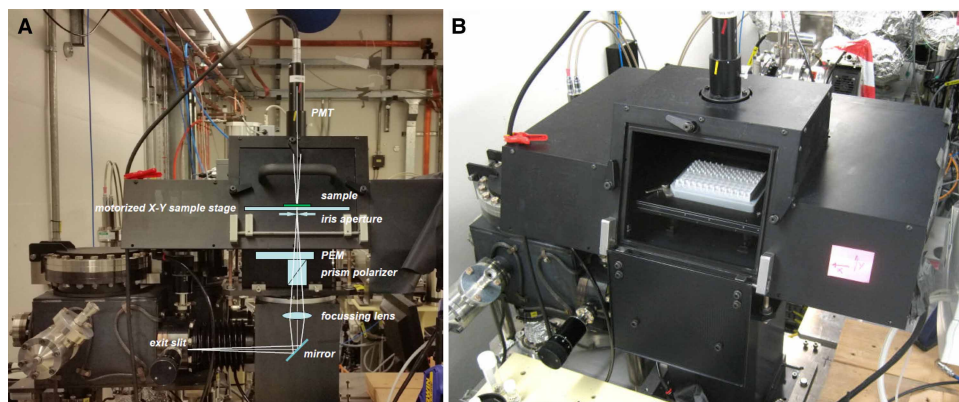 A
B
PMT
sample
motorized X-Y sample stage
iris aperture
PEM
prism polarizer
focussing lens
exit slit
mirror